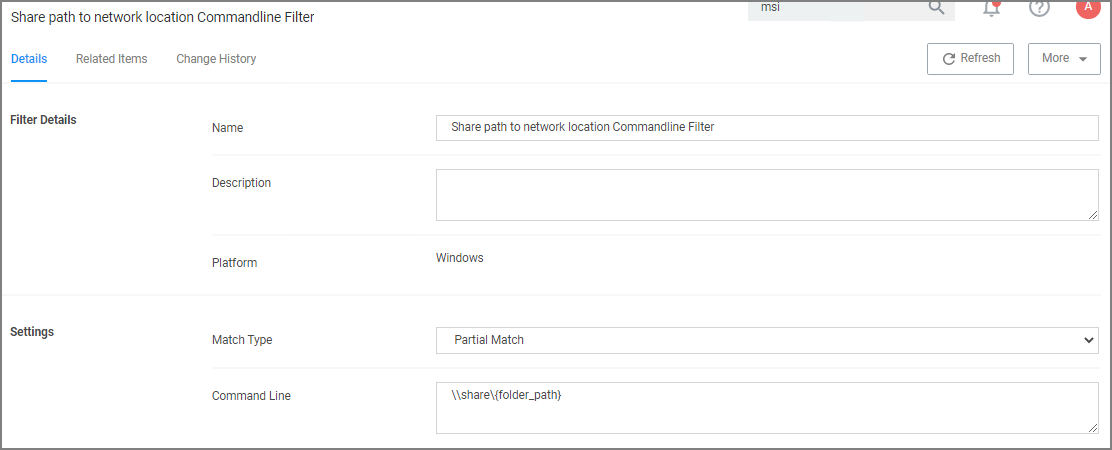 Share path to network location Commandline Filter
msi
A
Details
Related Items
Change History
Refresh
More
Filter Details
Name
Share path to network location Commandline Filter
Description
Platform
Windows
Settings
Match Type
Partial Match
Command Line
\\share\{folder_path}